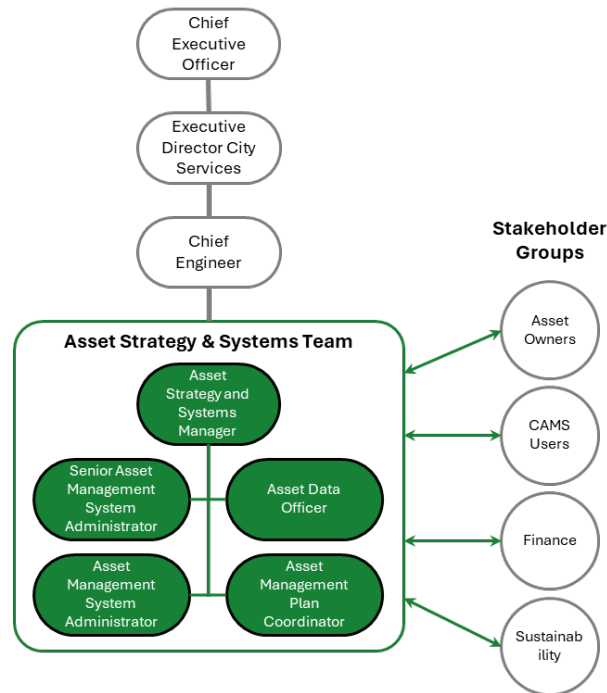 Chief
Executive
Officer
Executive
Director City
Services
Chief
Engineer
Stakeholder
Groups
Asset Strategy & Systems Team
Asset
Strategy and
Systems
Manager
Senior Asset
Management
System
Administrator
Asset Data
Officer
Asset
Management
System
Administrator
Asset
Management
Plan
Coordinator
Asset
Owners
CAMS
Users
Finance
Sustainab
ility